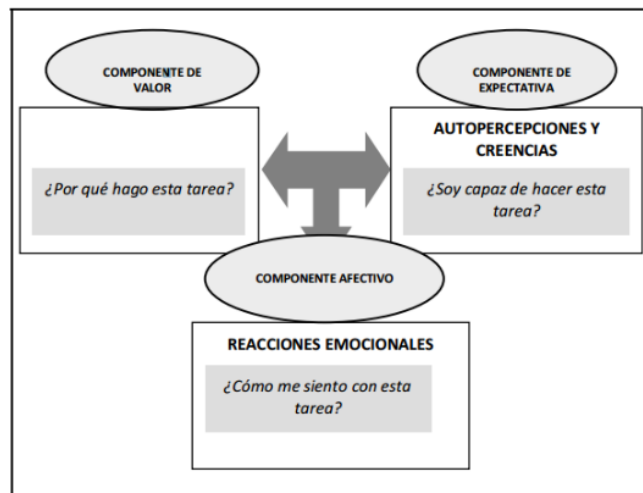 COMPONENTE DE
VALOR
¿Por qué hago esta tarea?
COMPONENTE DE
EXPECTATIVA
AUTOPERCEPCIONES Y
CREENCIAS
¿Soy capaz de hacer esta
tarea?
COMPONENTE AFECTIVO
REACCIONES EMOCIONALES
¿Cómo me siento con esta
tarea?